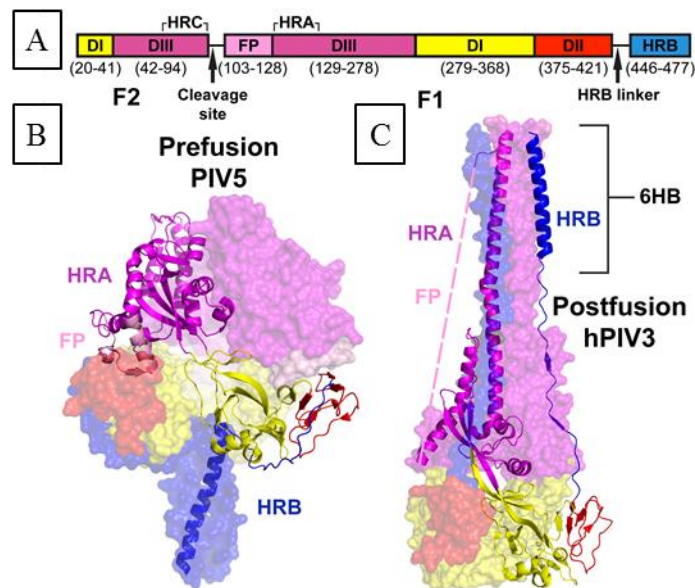 A
HRC
HRA
DI DIII FP DIII DI DII HRB
(20-41) (42-94) (103-128) (129-278) (279-368) (375-421) (446-477)
F2 Cleavage site F1 HRB linker
B
Prefusion
PIV5
HRA
FP
HRB
C
6HB
HRB
HRA
FP
Postfusion
hPIV3